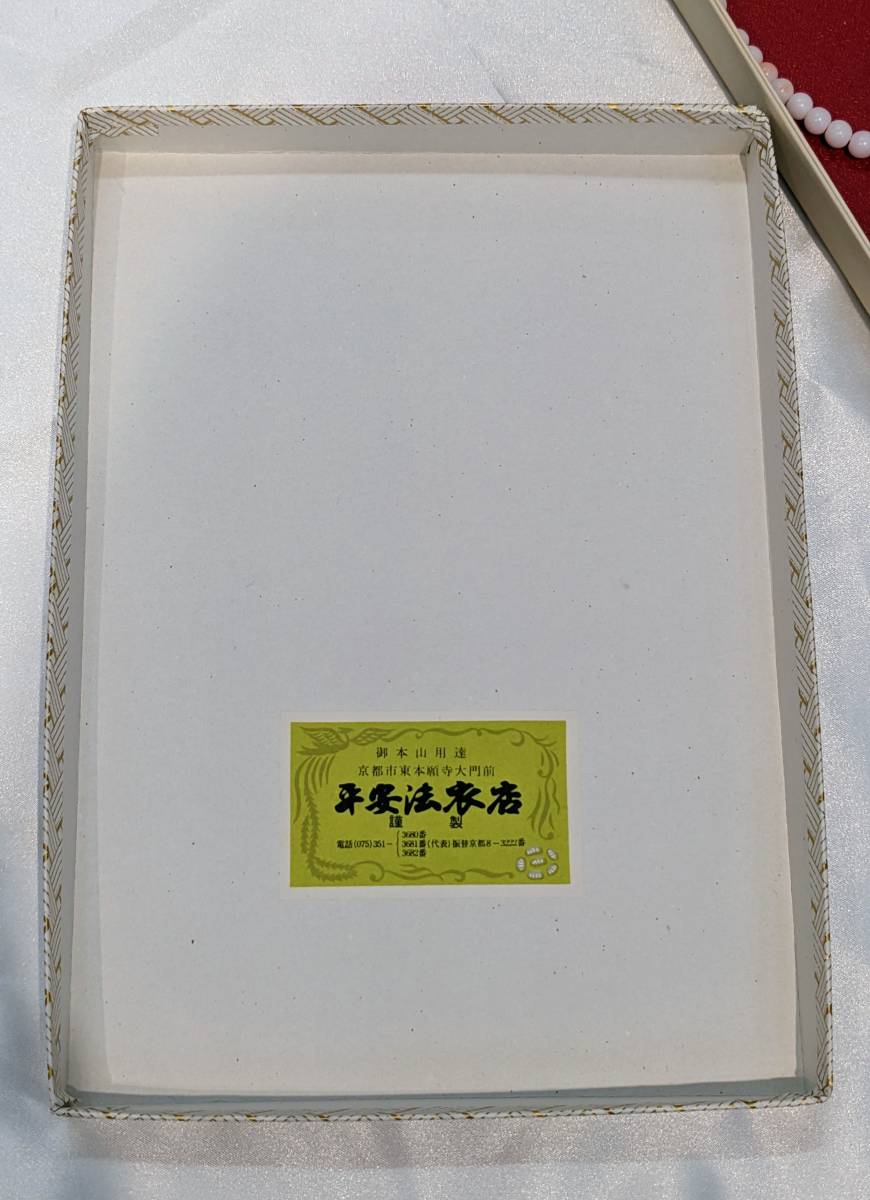 御本山用達
京都市東本願寺大門前
平安法衣店
謹製
3680番
電話(075)351－3681番(代表)振替京都8－3222番
3682番